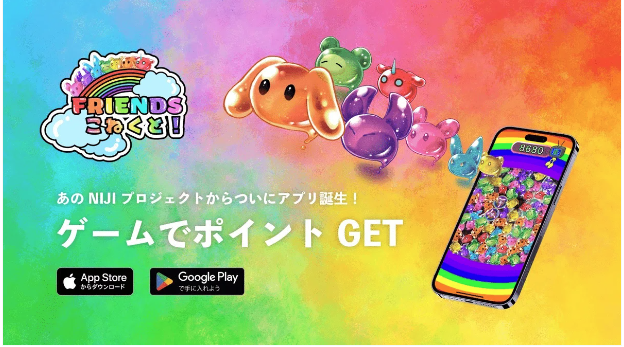 FRIENDS
こねくと！
8680
あの NIJI プロジェクトからついにアプリ誕生！
ゲームでポイント GET
App Store
からダウンロード
Google Play
で手に入れよう